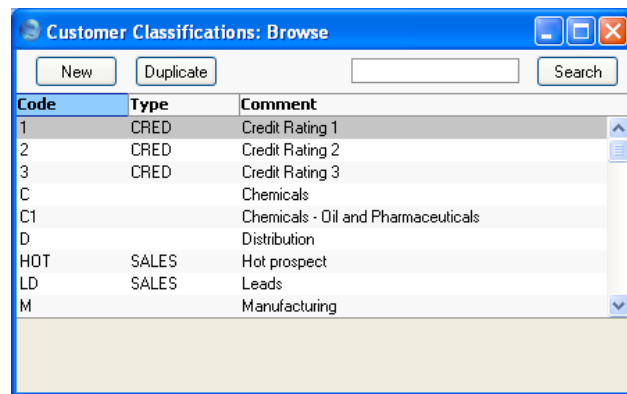 Customer Classifications: Browse
New Duplicate Search
Code Type Comment
1 CRED Credit Rating 1
2 CRED Credit Rating 2
3 CRED Credit Rating 3
C Chemicals
C1 Chemicals - Oil and Pharmaceuticals
D Distribution
HOT SALES Hot prospect
LD SALES Leads
M Manufacturing